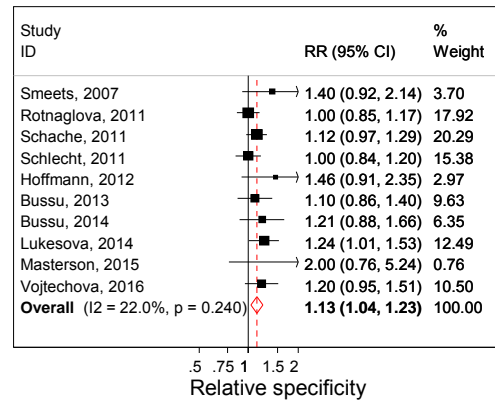 Study %
ID RR (95% CI) Weight
Smeets, 2007 1.40 (0.92, 2.14) 3.70
Rotnaglova, 2011 1.00 (0.85, 1.17) 17.92
Schache, 2011 1.12 (0.97, 1.29) 20.29
Schlecht, 2011 1.00 (0.84, 1.20) 15.38
Hoffmann, 2012 1.46 (0.91, 2.35) 2.97
Bussu, 2013 1.10 (0.86, 1.40) 9.63
Bussu, 2014 1.21 (0.88, 1.66) 6.35
Lukesova, 2014 1.24 (1.01, 1.53) 12.49
Masterson, 2015 2.00 (0.76, 5.24) 0.76
Vojtechova, 2016 1.20 (0.95, 1.51) 10.50
Overall (I2 = 22.0%, p = 0.240) 1.13 (1.04, 1.23) 100.00
.5 .75 1 1.5 2
Relative specificity